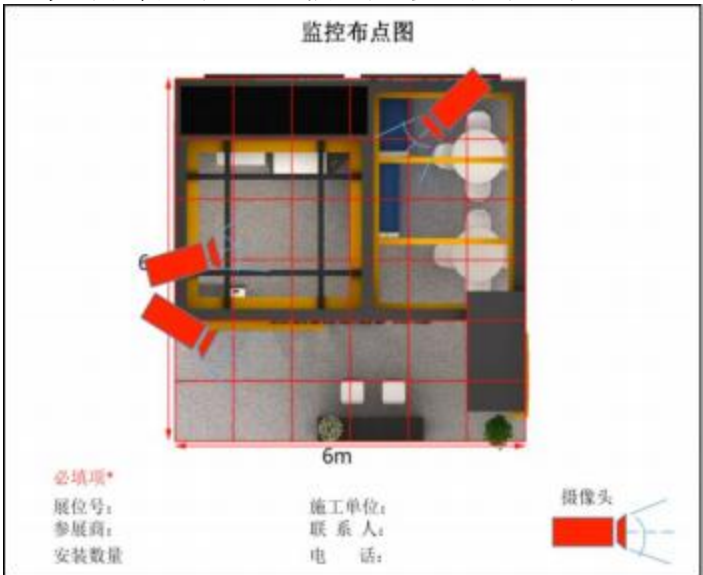 监控布点图
6
6m
必填项*
摄像头
展位号:
施工单位:
参展商:
联 系 人:
安装数量
电 话: